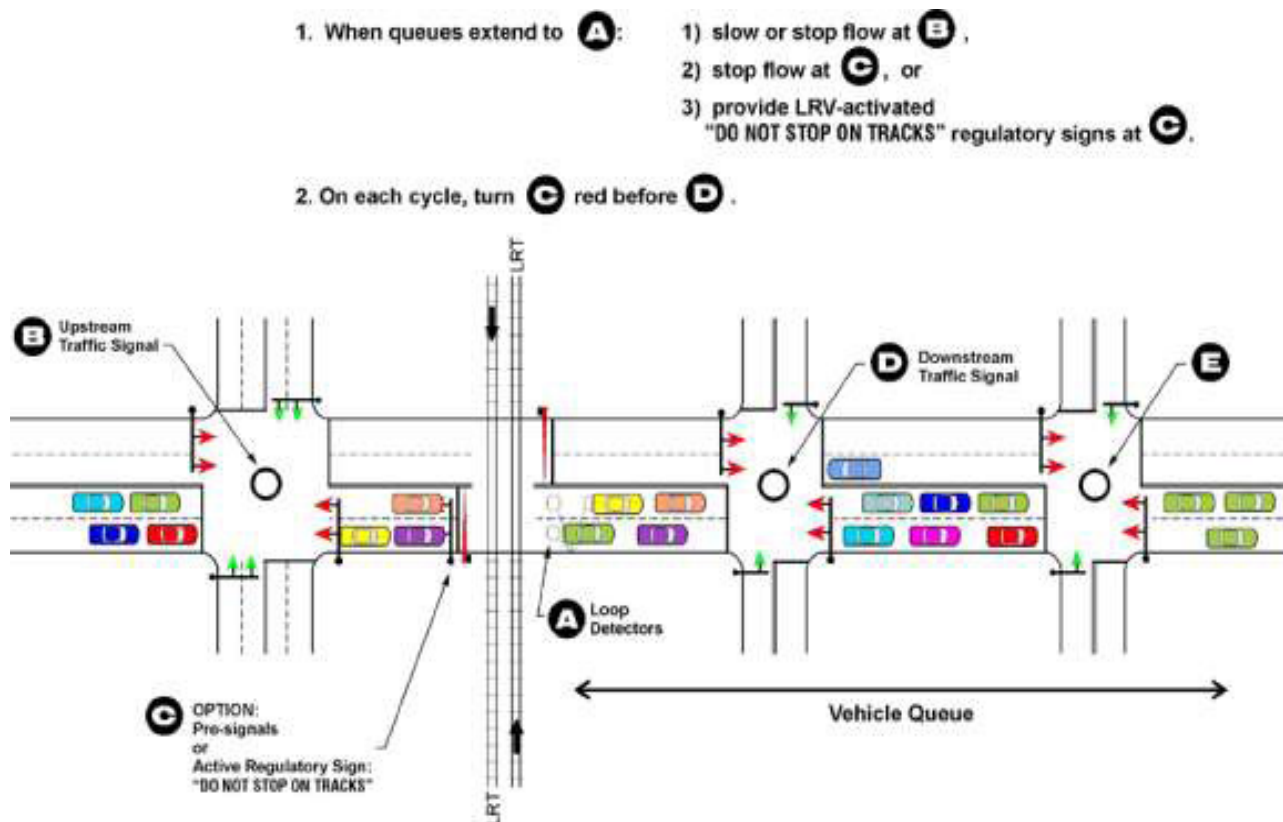 1. When queues extend to A:
1) slow or stop flow at B,
2) stop flow at C, or
3) provide LRV-activated
"DO NOT STOP ON TRACKS" regulatory signs at C.
2. On each cycle, turn C red before D.
LRT
B Upstream
Traffic Signal
D Downstream
Traffic Signal
E
A Loop
Detectors
C OPTION:
Pre-signals
or
Active Regulatory Sign:
"DO NOT STOP ON TRACKS"
Vehicle Queue
LRT